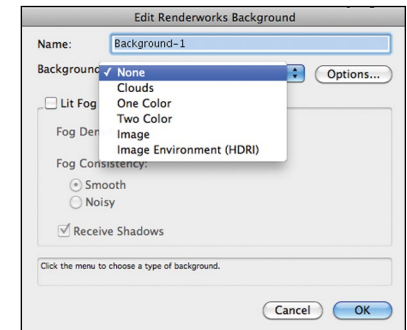 Edit Renderworks Background
Name: Background-1
Background
None
Options...
Clouds
One Color
Two Color
Image
Image Environment (HDRI)
Lit Fog
Fog Den
Fog Consistency:
Smooth
Noisy
Receive Shadows
Click the menu to choose a type of background.
Cancel OK